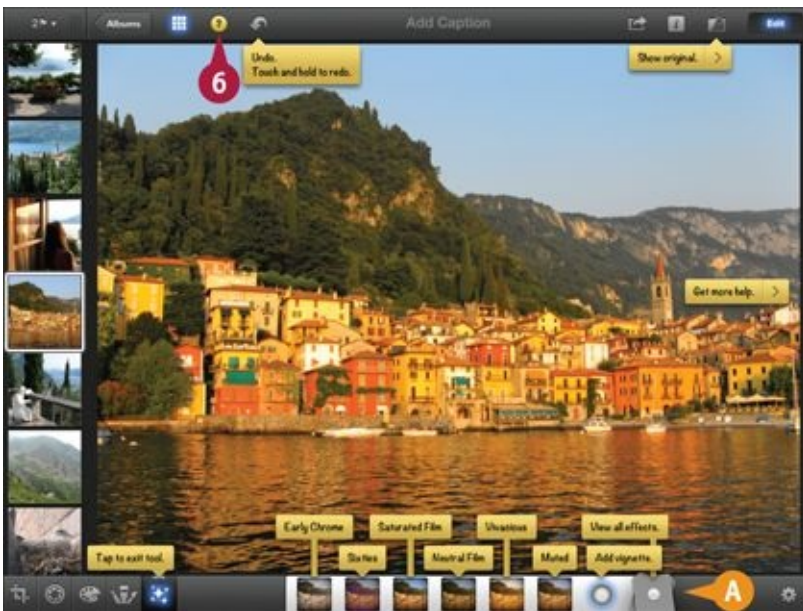 2
Albums
?
Add Caption
i
Edit
6
Undo.
Touch and hold to redo.
Show original.
Get more help.
Early Chrome
Saturated Film
Vivacious
View all effects.
Tap to exit tool.
Sixties
Neutral Film
Muted
Add vignette.
A